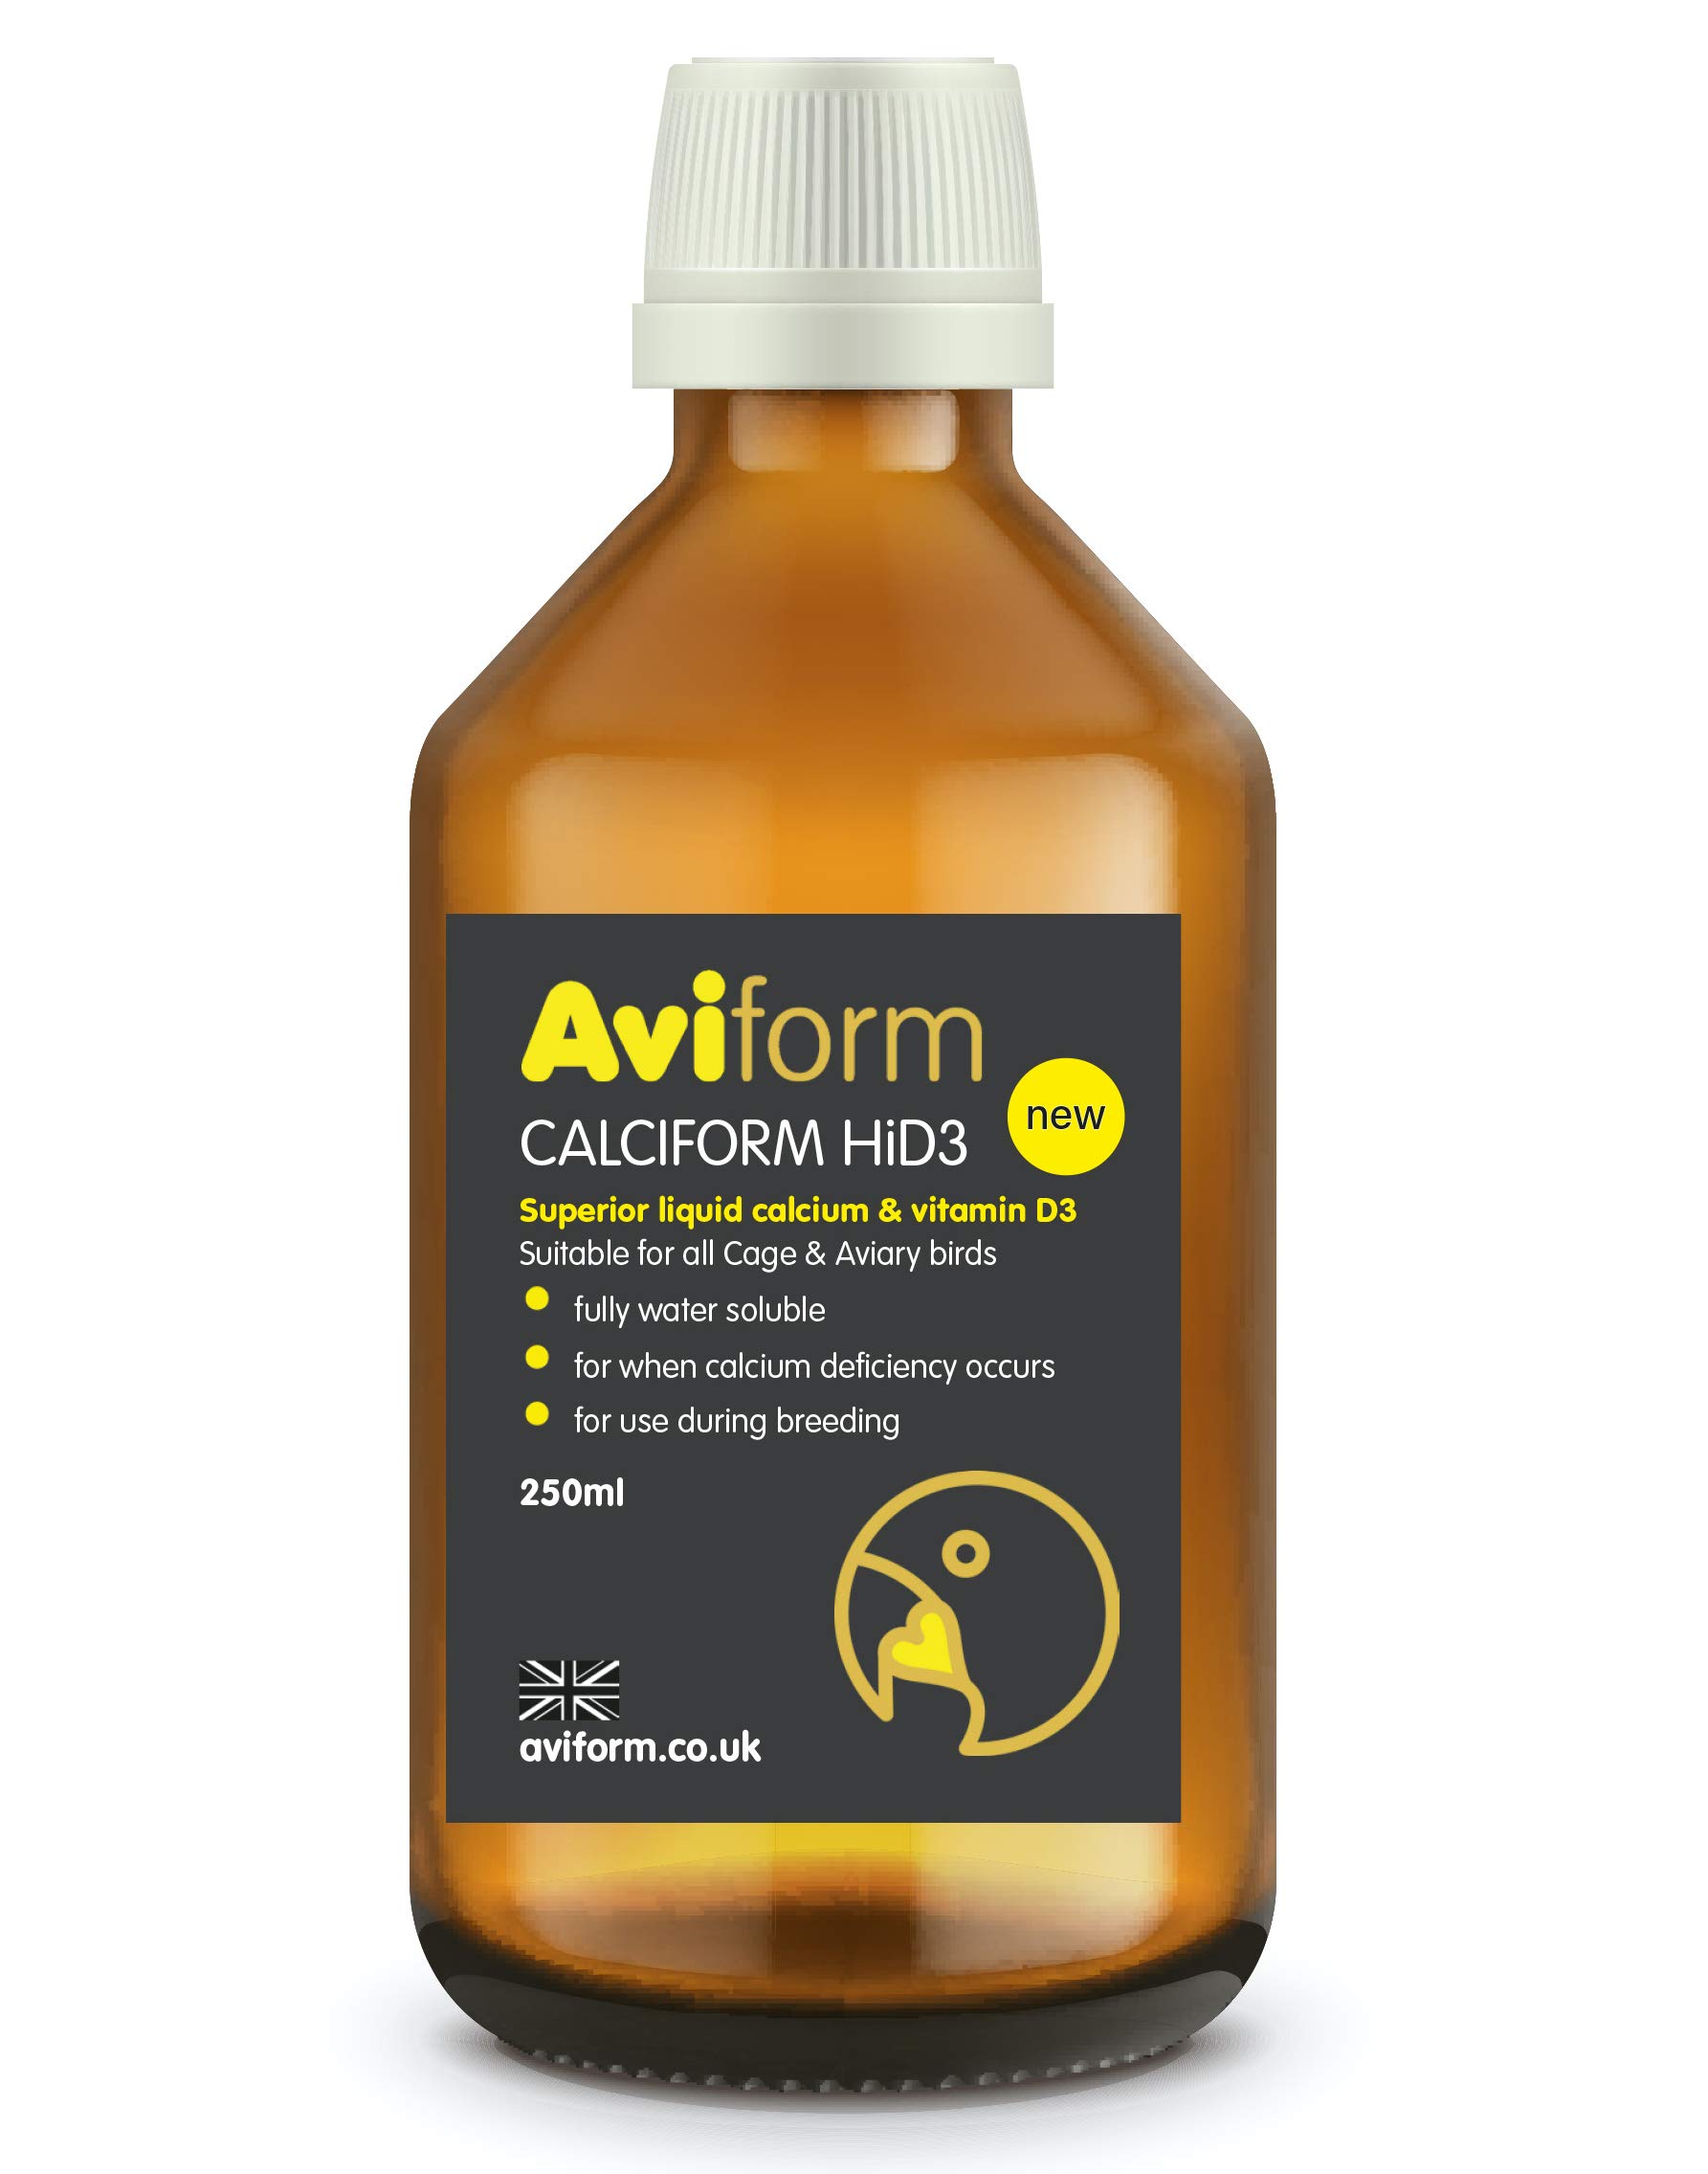 Aviform
new
CALCIFORM HiD3
Superior liquid calcium & vitamin D3
Suitable for all Cage & Aviary birds
fully water soluble
for when calcium deficiency occurs
for use during breeding
250ml
aviform.co.uk